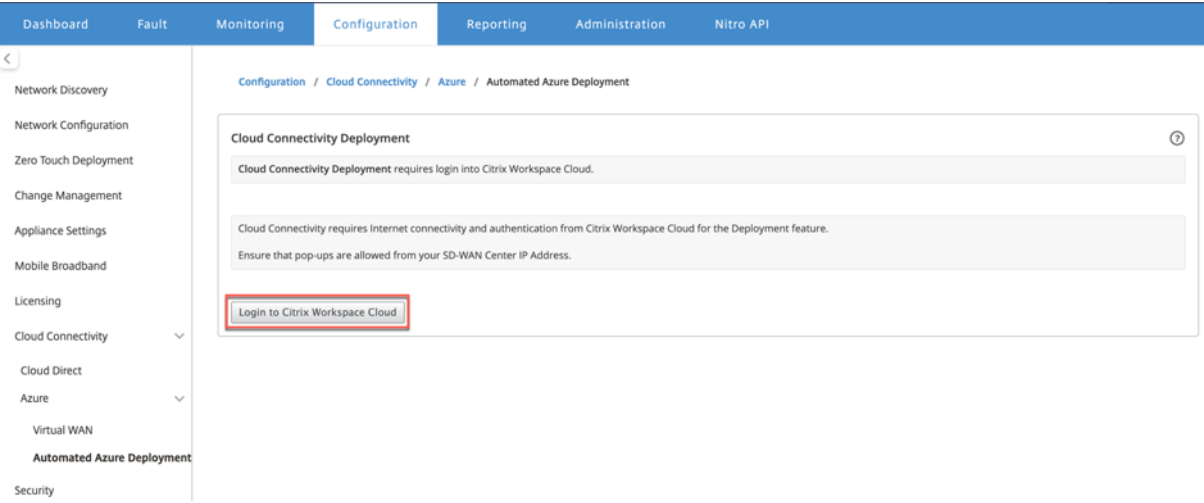 Dashboard Fault Monitoring Configuration Reporting Administration Nitro API
Network Discovery
Network Configuration
Zero Touch Deployment
Change Management
Appliance Settings
Mobile Broadband
Licensing
Cloud Connectivity
Cloud Direct
Azure
Virtual WAN
Automated Azure Deployment
Security
Configuration / Cloud Connectivity / Azure / Automated Azure Deployment
Cloud Connectivity Deployment
Cloud Connectivity Deployment requires login into Citrix Workspace Cloud.
Cloud Connectivity requires Internet connectivity and authentication from Citrix Workspace Cloud for the Deployment feature.
Ensure that pop-ups are allowed from your SD-WAN Center IP Address.
Login to Citrix Workspace Cloud